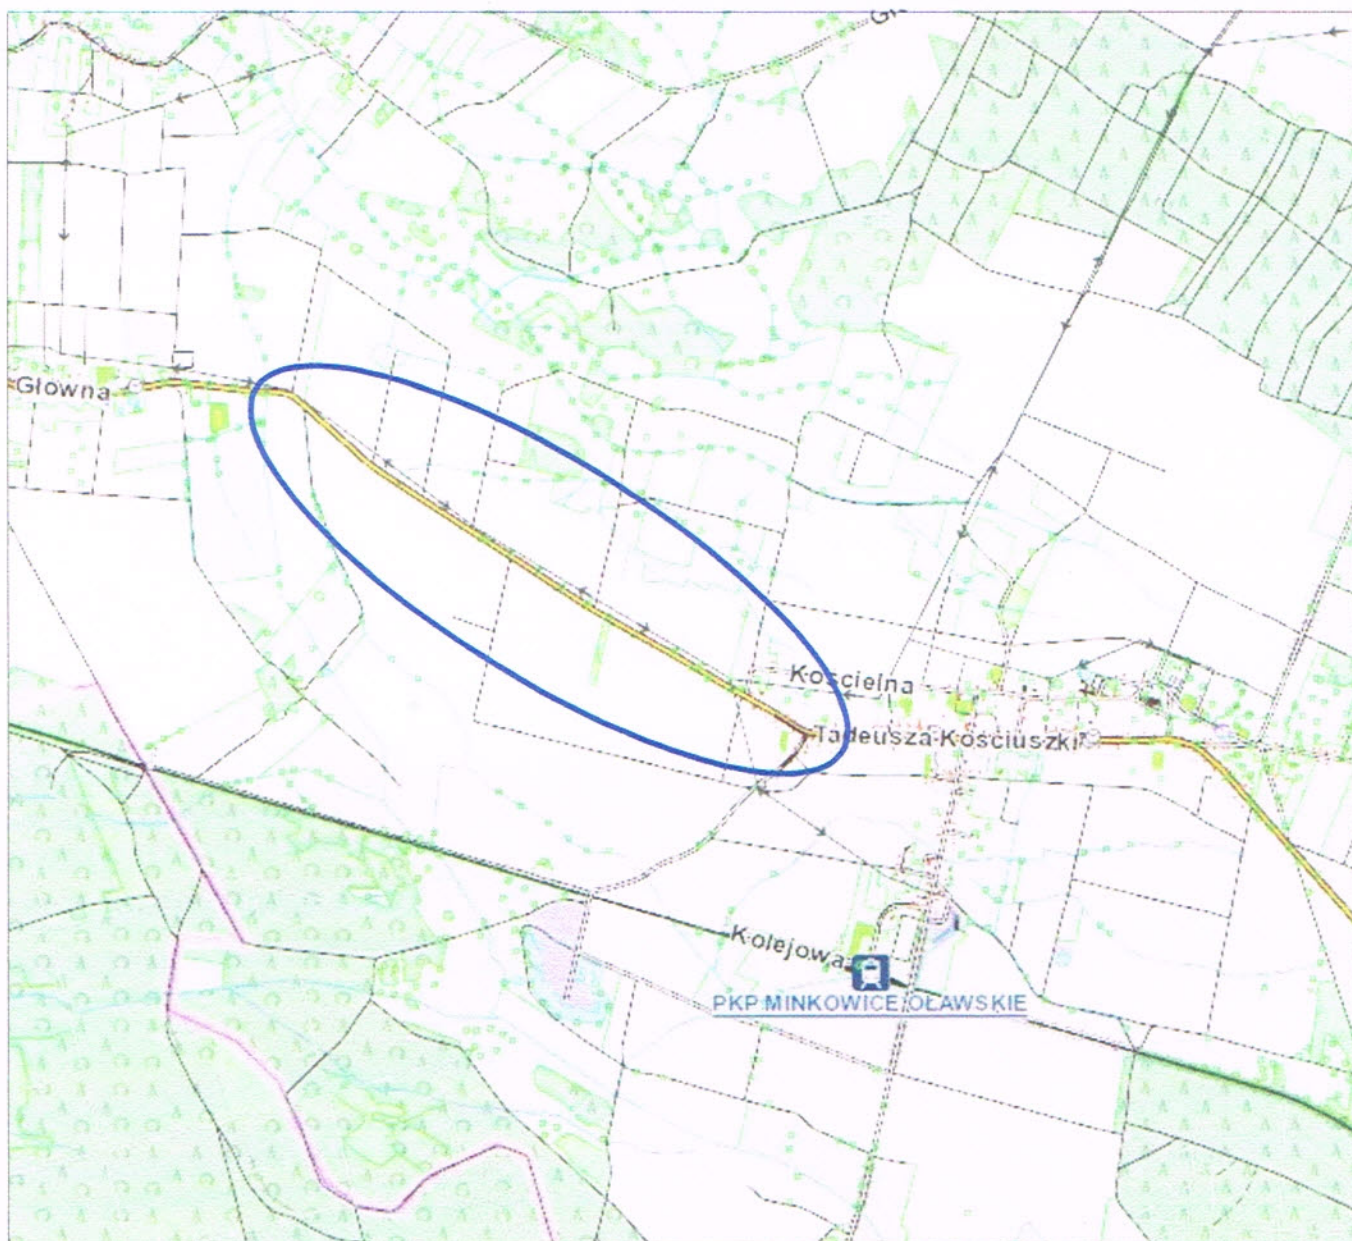 Główna
Kościelna
Tadeusza Kościuszki
Kolejowa
PKP MINKOWICE OŁAWSKIE